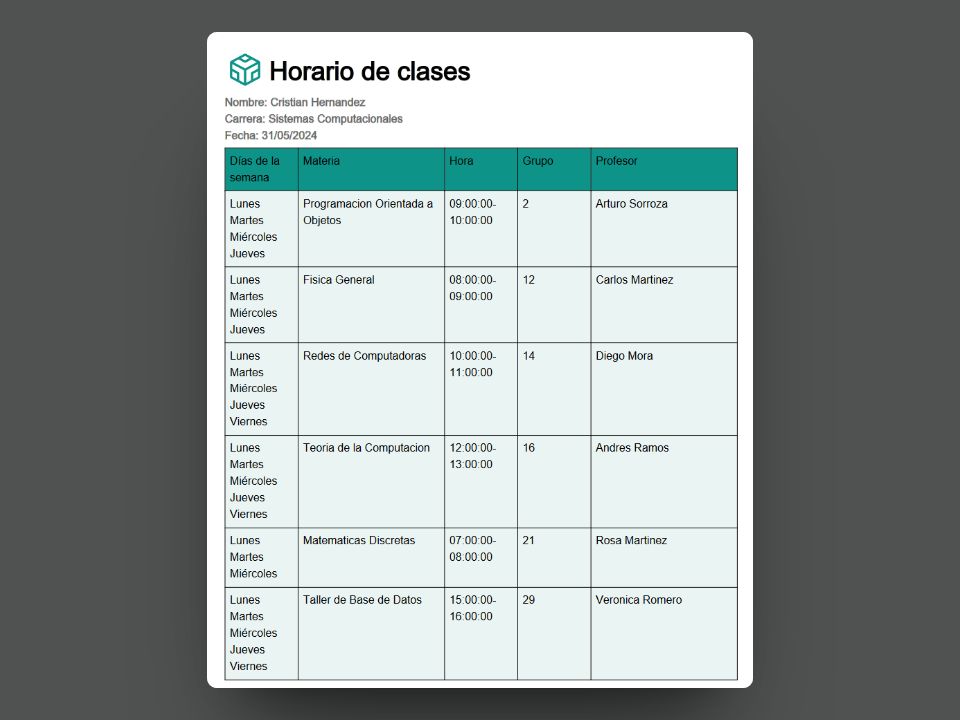 Horario de clases
Nombre: Cristian Hernandez
Carrera: Sistemas Computacionales
Fecha: 31/05/2024
Días de la semana Materia Hora Grupo Profesor
Lunes Programacion Orientada a 09:00:00- 2 Arturo Sorroza
Martes Objetos 10:00:00
Miércoles
Jueves
Lunes Fisica General 08:00:00- 12 Carlos Martinez
Martes 09:00:00
Miércoles
Jueves
Lunes Redes de Computadoras 10:00:00- 14 Diego Mora
Martes 11:00:00
Miércoles
Jueves
Viernes
Lunes Teoria de la Computacion 12:00:00- 16 Andres Ramos
Martes 13:00:00
Miércoles
Jueves
Viernes
Lunes Matematicas Discretas 07:00:00- 21 Rosa Martinez
Martes 08:00:00
Miércoles
Lunes Taller de Base de Datos 15:00:00- 29 Veronica Romero
Martes 16:00:00
Miércoles
Jueves
Viernes